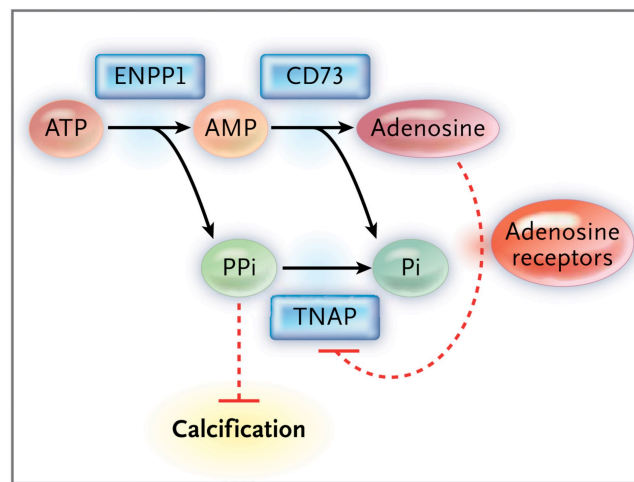 ENPP1
CD73
ATP
AMP
Adenosine
Adenosine
receptors
PPi
Pi
TNAP
Calcification